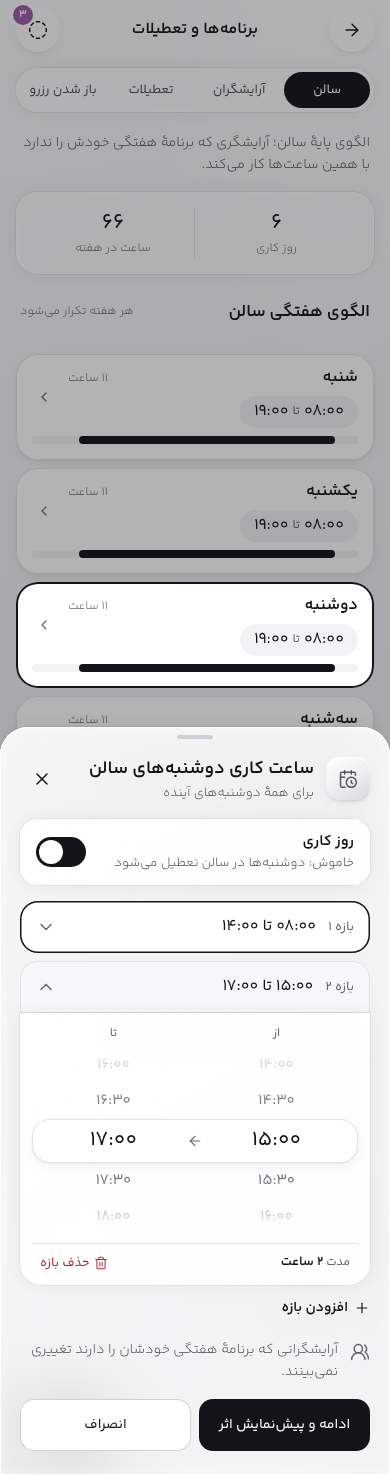 برنامه‌ها و تعطیلات
۳
سالن
آرایشگران
تعطیلات
باز شدن رزرو
الگوی پایهٔ سالن؛ آرایشگری که برنامهٔ هفتگی خودش را ندارد
با همین ساعت‌ها کار می‌کند.
۶
روز کاری
۶۶
ساعت در هفته
الگوی هفتگی سالن
هر هفته تکرار می‌شود
شنبه
۱۱ ساعت
۰۸:۰۰ تا ۱۹:۰۰
یکشنبه
۱۱ ساعت
۰۸:۰۰ تا ۱۹:۰۰
دوشنبه
۱۱ ساعت
۰۸:۰۰ تا ۱۹:۰۰
سه‌شنبه
۱۱ ساعت
ساعت کاری دوشنبه‌های سالن
برای همهٔ دوشنبه‌های آینده
روز کاری
خاموش: دوشنبه‌ها در سالن تعطیل می‌شود
بازه ۱ ۰۸:۰۰ تا ۱۴:۰۰
بازه ۲ ۱۵:۰۰ تا ۱۷:۰۰
از تا
۱۴:۰۰ ۱۶:۰۰
۱۴:۳۰ ۱۶:۳۰
۱۵:۰۰ ۱۷:۰۰
۱۵:۳۰ ۱۷:۳۰
۱۶:۰۰ ۱۸:۰۰
مدت ۲ ساعت
حذف بازه
افزودن بازه
آرایشگرانی که برنامهٔ هفتگی خودشان را دارند تغییری
نمی‌بینند.
ادامه و پیش‌نمایش اثر
انصراف